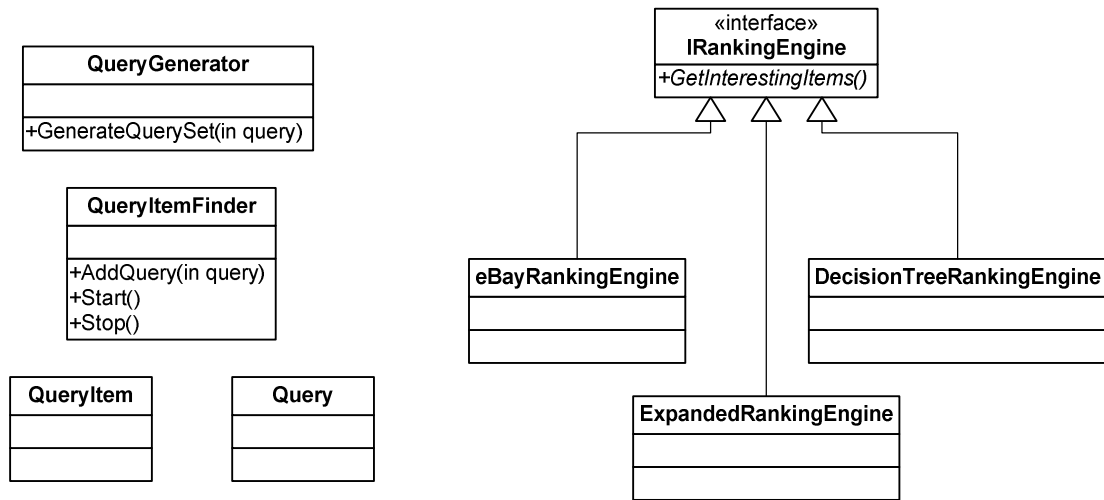 QueryGenerator
+GenerateQuerySet(in query)
QueryItemFinder
+AddQuery(in query)
+Start()
+Stop()
QueryItem
Query
«interface»
IRankingEngine
+GetInterestingItems()
eBayRankingEngine
DecisionTreeRankingEngine
ExpandedRankingEngine